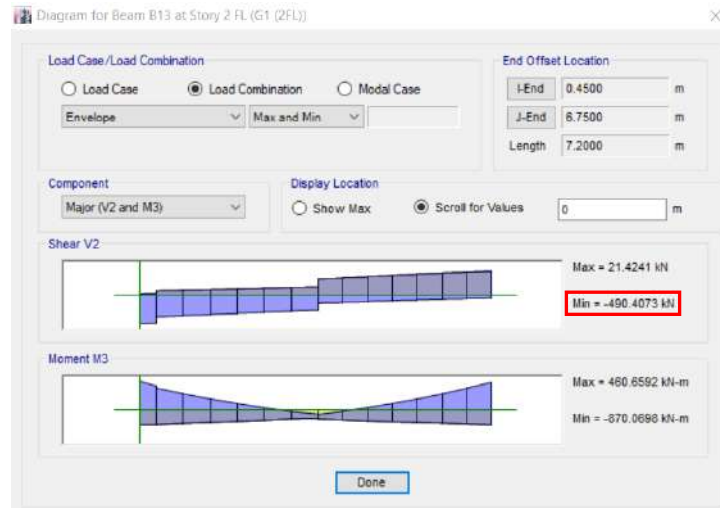 Diagram for Beam B13 at Story 2 FL (G1 (2FL))
Load Case/Load Combination
Load Case Load Combination Modal Case
Envelope Max and Min
End Offset Location
I-End 0.4500 m
J-End 6.7500 m
Length 7.2000 m
Component
Major (V2 and M3)
Display Location
Show Max Scroll for Values 0 m
Shear V2
Max = 21.4241 kN
Min = -490.4073 kN
Moment M3
Max = 460.6592 kN-m
Min = -870.0698 kN-m
Done